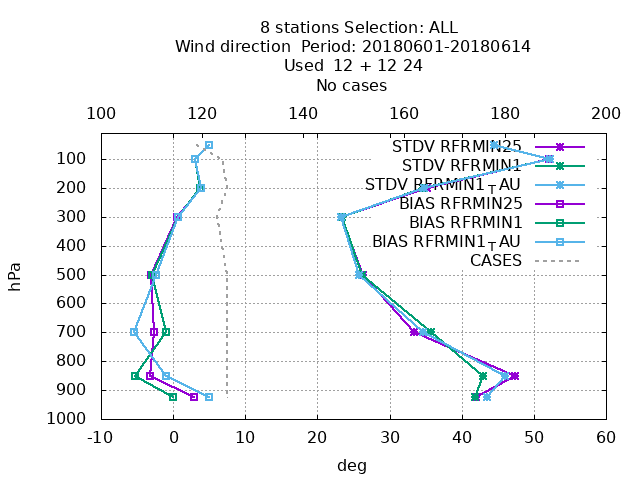 8 stations Selection: ALL
Wind direction  Period: 20180601-20180614
Used  12 + 12 24
No cases
100 120 140 160 180 200
STDV RFRMIN25
STDV RFRMIN1
STDV RFRMIN1TAU
BIAS RFRMIN25
BIAS RFRMIN1
BIAS RFRMIN1TAU
CASES
100
200
300
400
500
600
700
800
900
1000
hPa
-10 0 10 20 30 40 50 60
deg